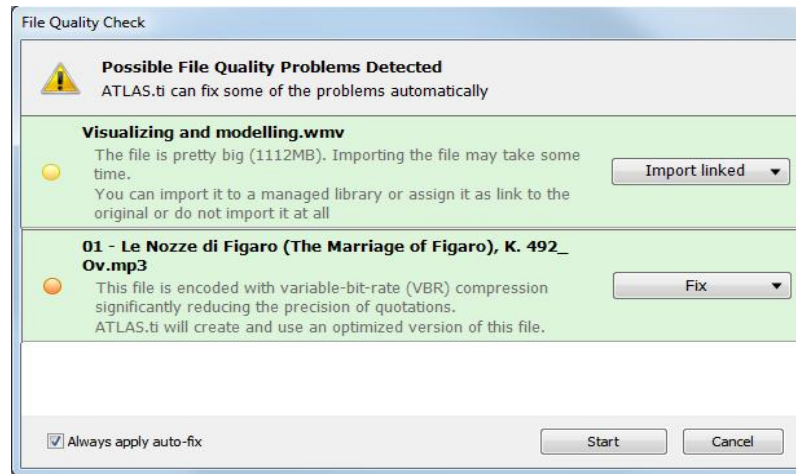 File Quality Check
Possible File Quality Problems Detected
ATLAS.ti can fix some of the problems automatically
Visualizing and modelling.wmv
The file is pretty big (1112MB). Importing the file may take some
time.
You can import it to a managed library or assign it as link to the
original or do not import it at all
Import linked
01 - Le Nozze di Figaro (The Marriage of Figaro), K. 492_
Ov.mp3
This file is encoded with variable-bit-rate (VBR) compression
significantly reducing the precision of quotations.
ATLAS.ti will create and use an optimized version of this file.
Fix
Always apply auto-fix
Start
Cancel